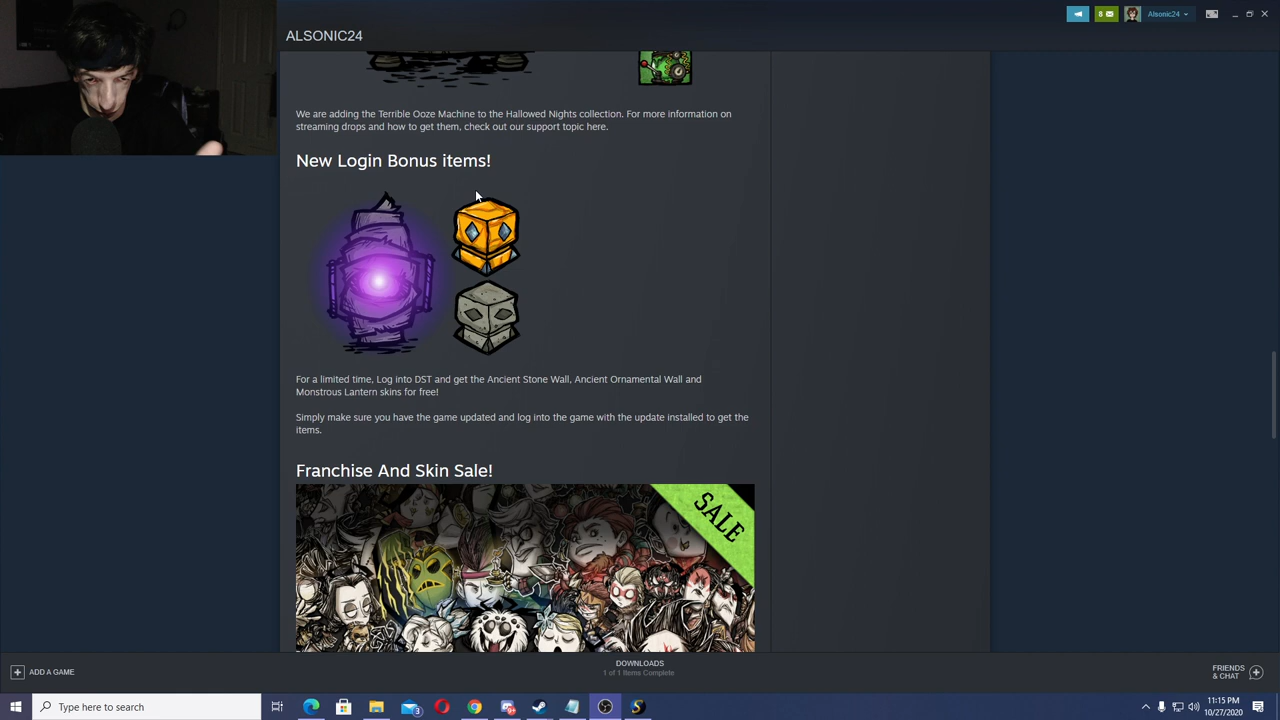 8
Alsonic24
ALSONIC24
We are adding the Terrible Ooze Machine to the Hallowed Nights collection. For more information on
streaming drops and how to get them, check out our support topic here.
New Login Bonus items!
For a limited time, Log into DST and get the Ancient Stone Wall, Ancient Ornamental Wall and
Monstrous Lantern skins for free!
Simply make sure you have the game updated and log into the game with the update installed to get the
items.
Franchise And Skin Sale!
SALE
ADD A GAME
DOWNLOADS
1 of 1 Items Complete
FRIENDS
& CHAT
Type here to search
3
11:15 PM
10/27/2020